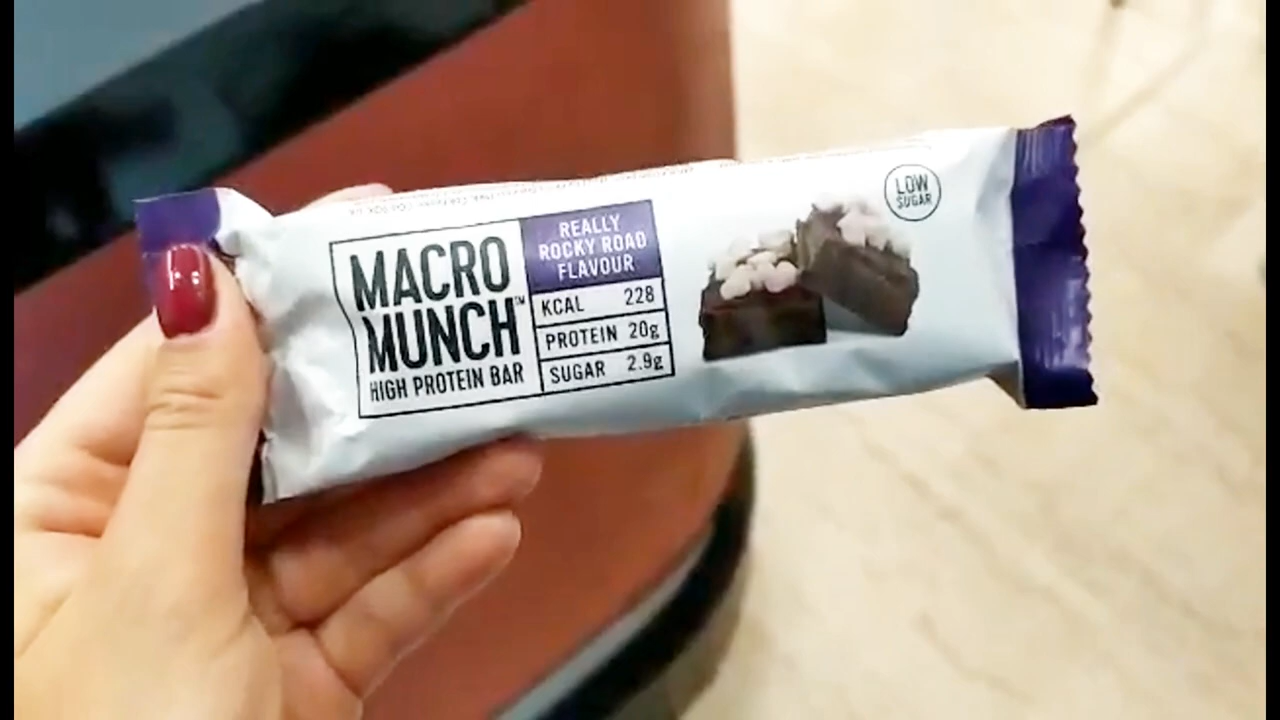 MACRO
MUNCH™
HIGH PROTEIN BAR
REALLY
ROCKY ROAD
FLAVOUR
KCAL 228
PROTEIN 20g
SUGAR 2.9g
LOW
SUGAR